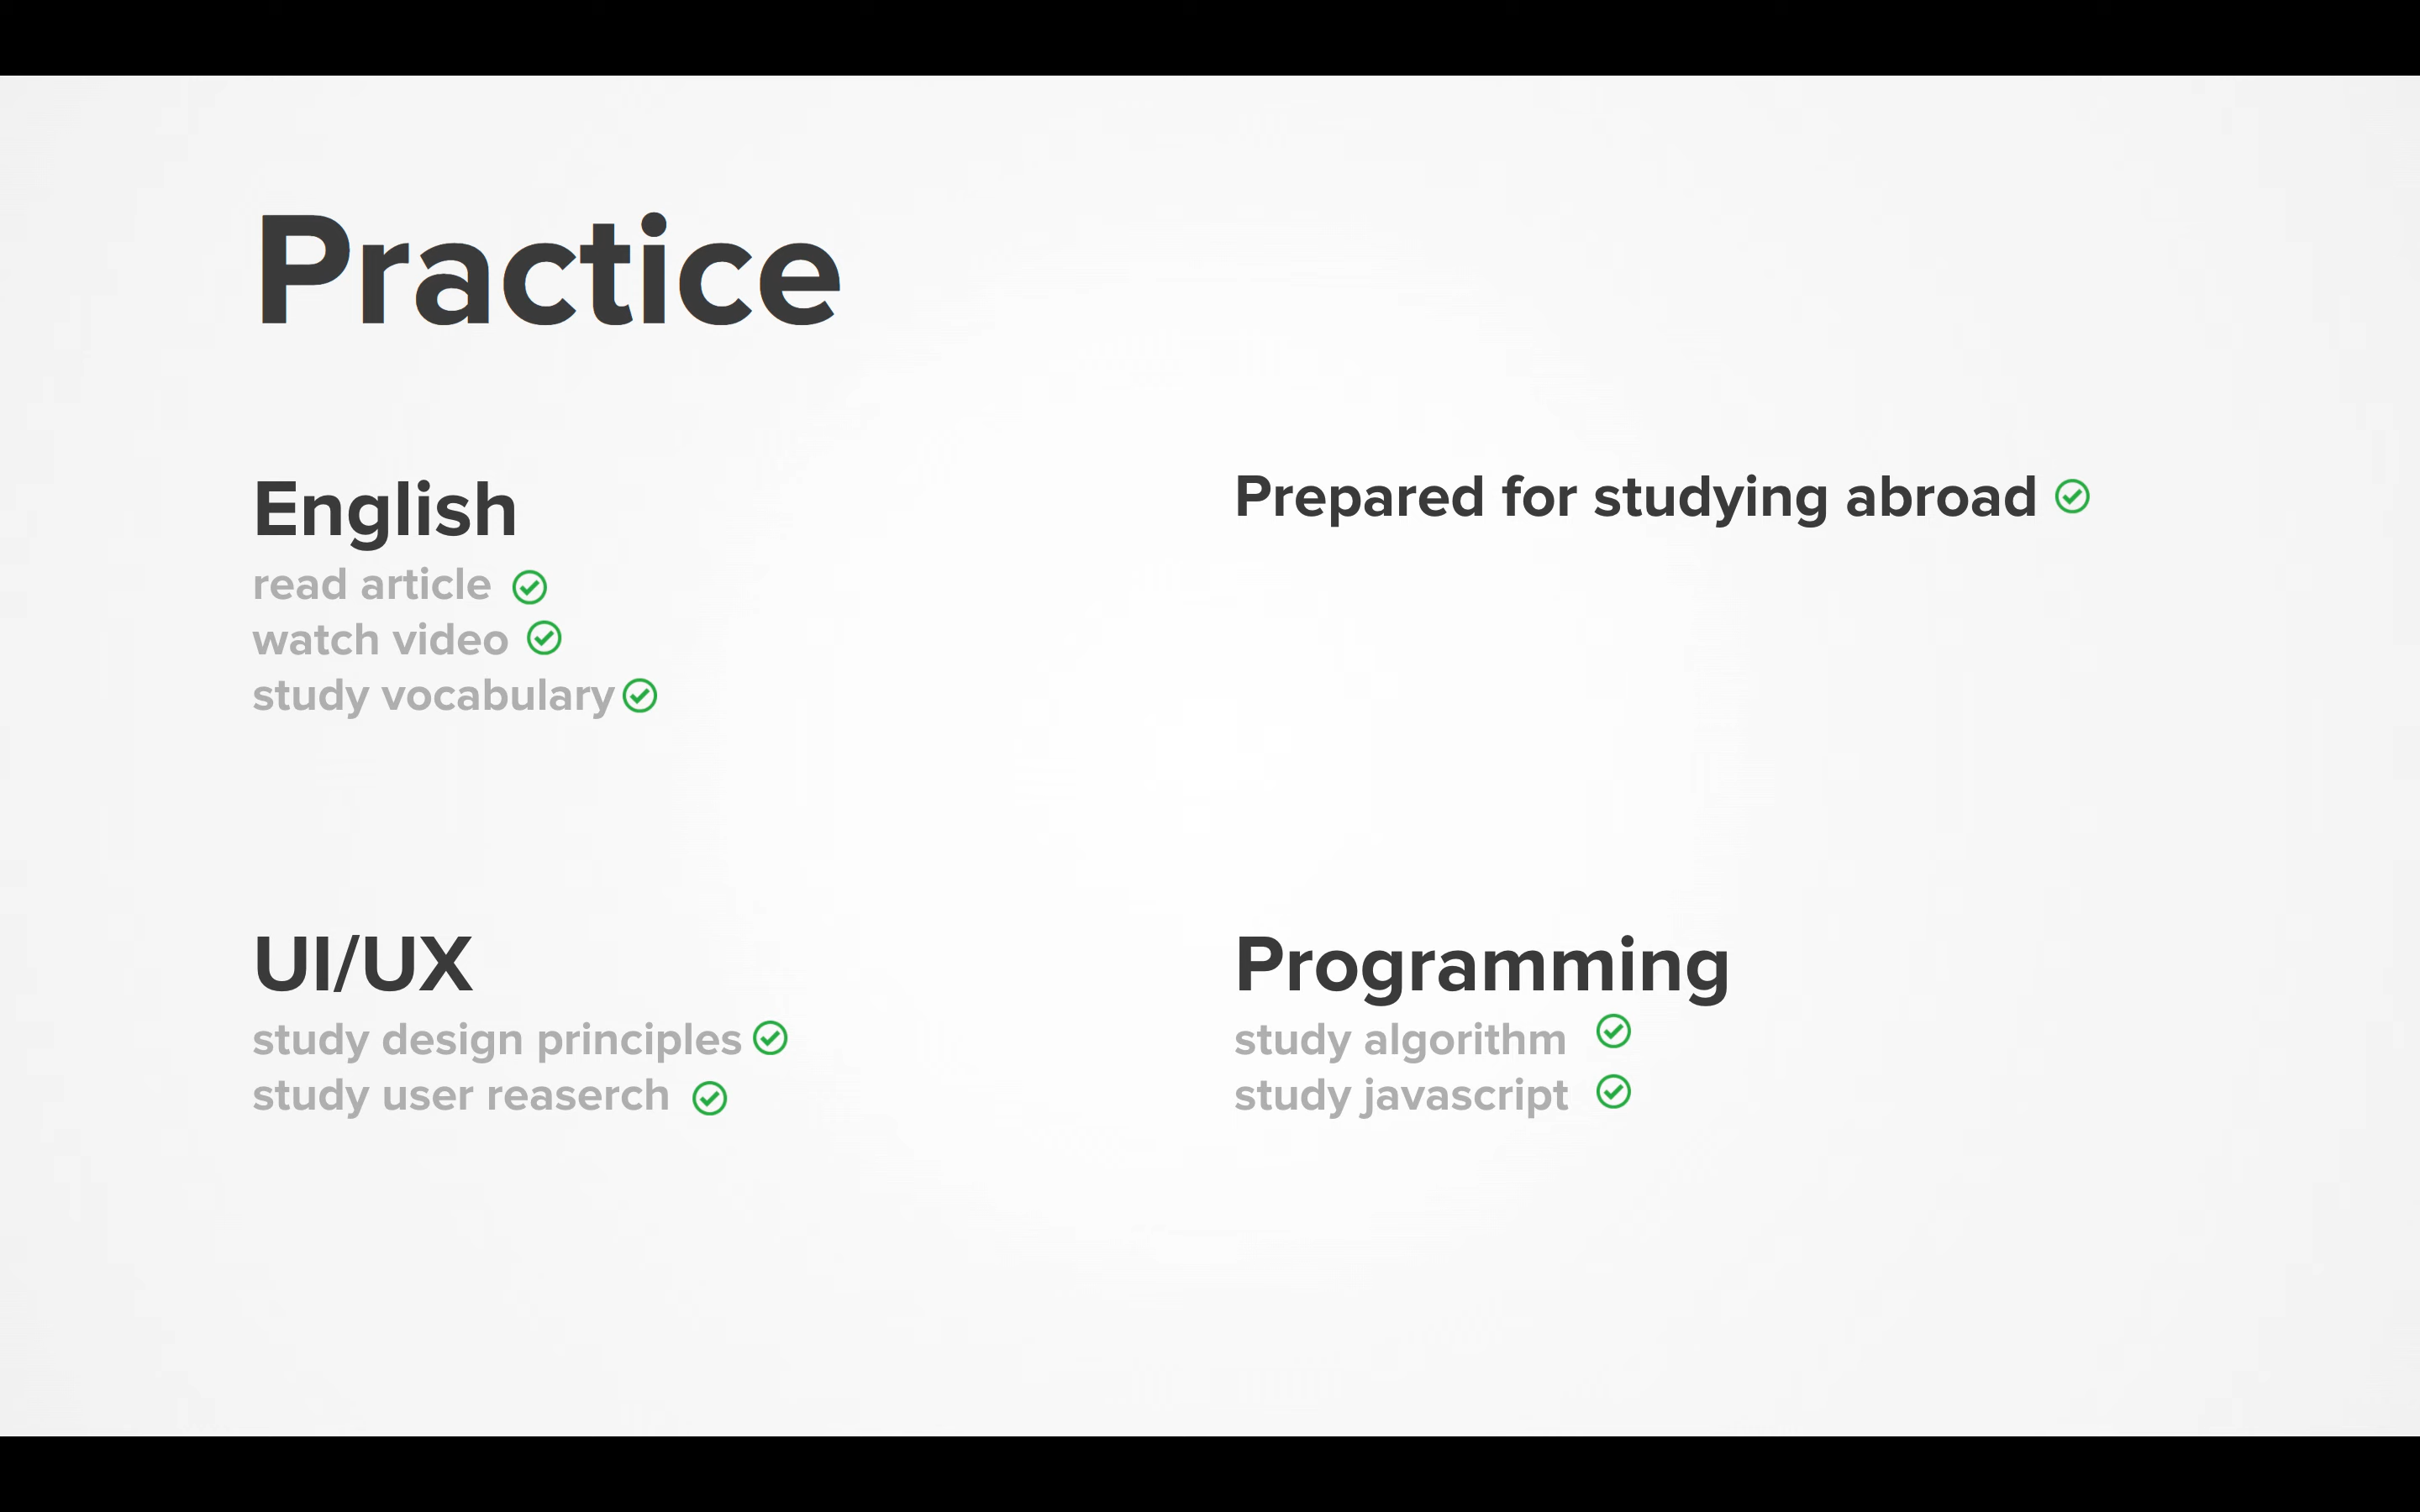 Practice
English
read article
watch video
study vocabulary
Prepared for studying abroad
UI/UX
study design principles
study user reaserch
Programming
study algorithm
study javascript